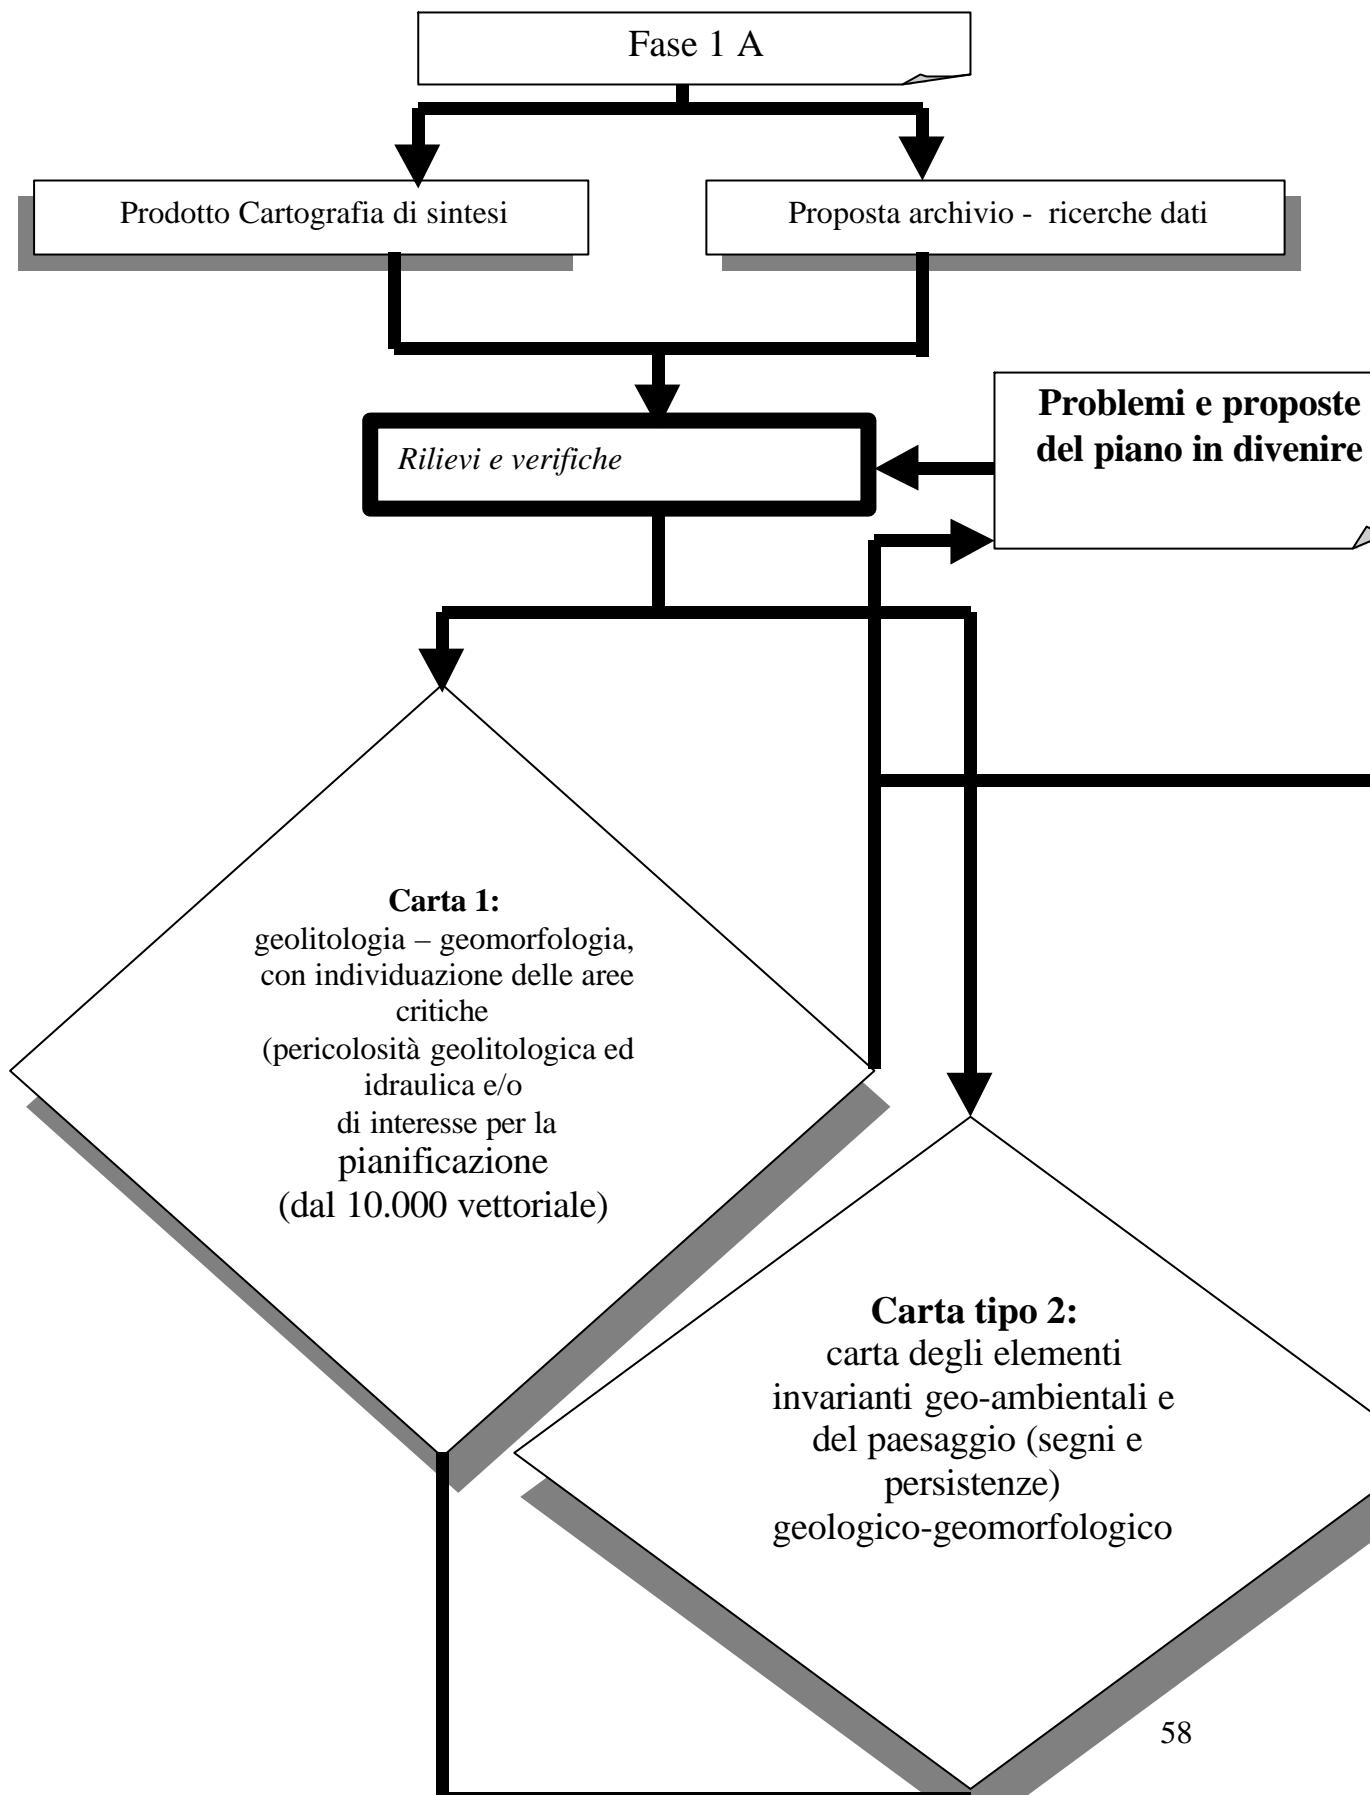 Fase 1 A
Prodotto Cartografia di sintesi
Proposta archivio - ricerche dati
Problemi e proposte
del piano in divenire
Rilievi e verifiche
Carta 1:
geolitologia – geomorfologia,
con individuazione delle aree
critiche
(pericolosità geolitologica ed
idraulica e/o
di interesse per la
pianificazione
(dal 10.000 vettoriale)
Carta tipo 2:
carta degli elementi
invarianti geo-ambientali e
del paesaggio (segni e
persistenze)
geologico-geomorfologico
58